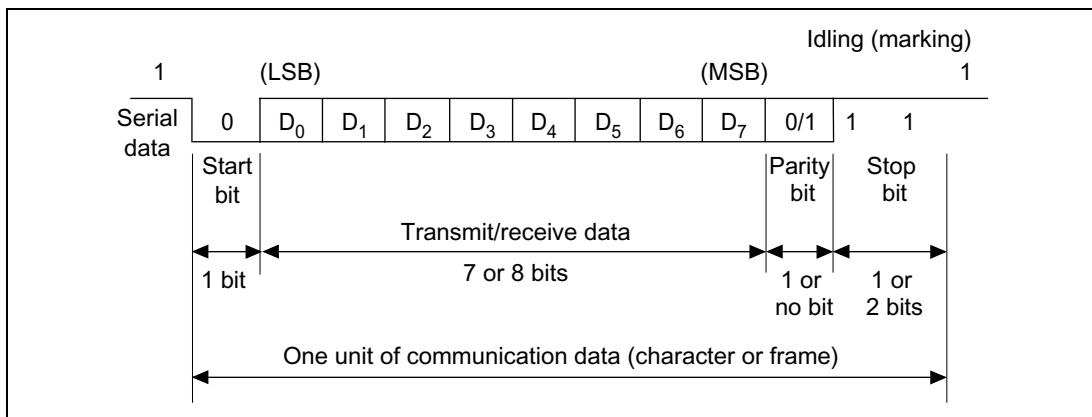 Idling (marking)
1 (LSB) (MSB) 1
Serial data 0 D0 D1 D2 D3 D4 D5 D6 D7 0/1 1 1
Start bit Parity bit Stop bit
Transmit/receive data
1 bit 7 or 8 bits 1 or no bit 1 or 2 bits
One unit of communication data (character or frame)